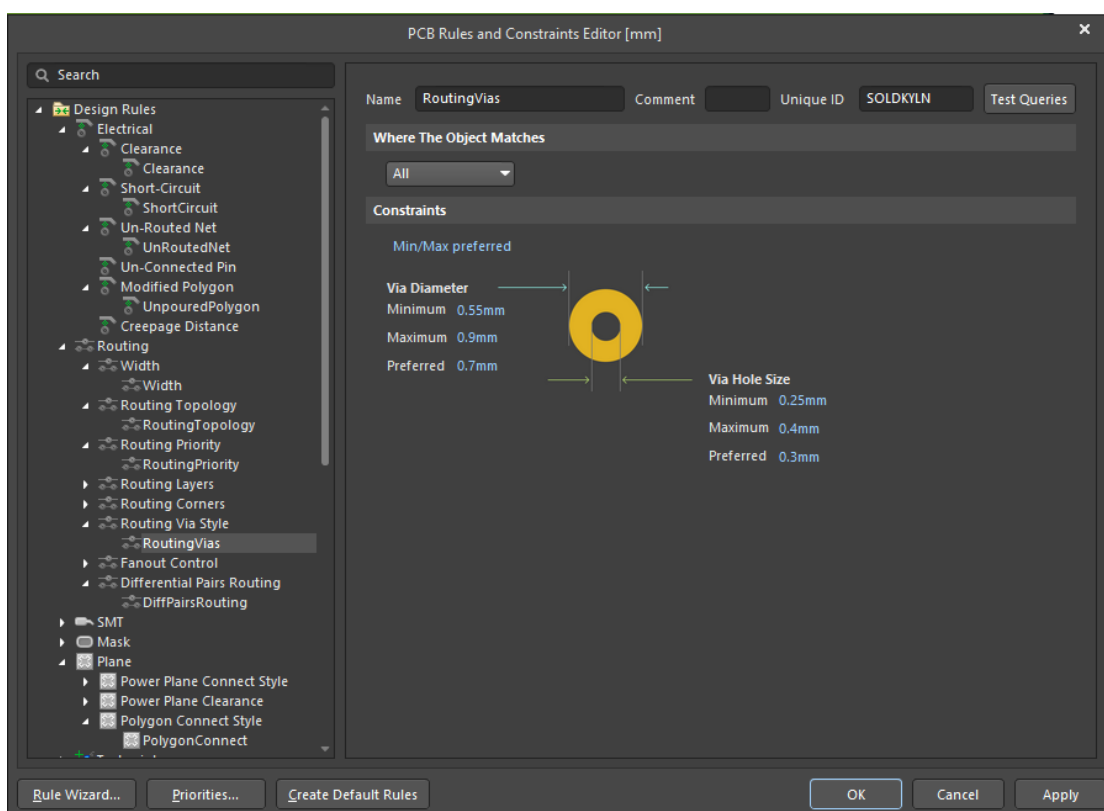 PCB Rules and Constraints Editor [mm]
Search
Design Rules
Electrical
Clearance
Clearance
Short-Circuit
ShortCircuit
Un-Routed Net
UnRoutedNet
Un-Connected Pin
Modified Polygon
UnpouredPolygon
Creepage Distance
Routing
Width
Width
Routing Topology
RoutingTopology
Routing Priority
RoutingPriority
Routing Layers
Routing Corners
Routing Via Style
RoutingVias
Fanout Control
Differential Pairs Routing
DiffPairsRouting
SMT
Mask
Plane
Power Plane Connect Style
Power Plane Clearance
Polygon Connect Style
PolygonConnect
Name RoutingVias Comment Unique ID SOLDKYLN Test Queries
Where The Object Matches
All
Constraints
Min/Max preferred
Via Diameter
Minimum 0.55mm
Maximum 0.9mm
Preferred 0.7mm
Via Hole Size
Minimum 0.25mm
Maximum 0.4mm
Preferred 0.3mm
Rule Wizard... Priorities... Create Default Rules OK Cancel Apply